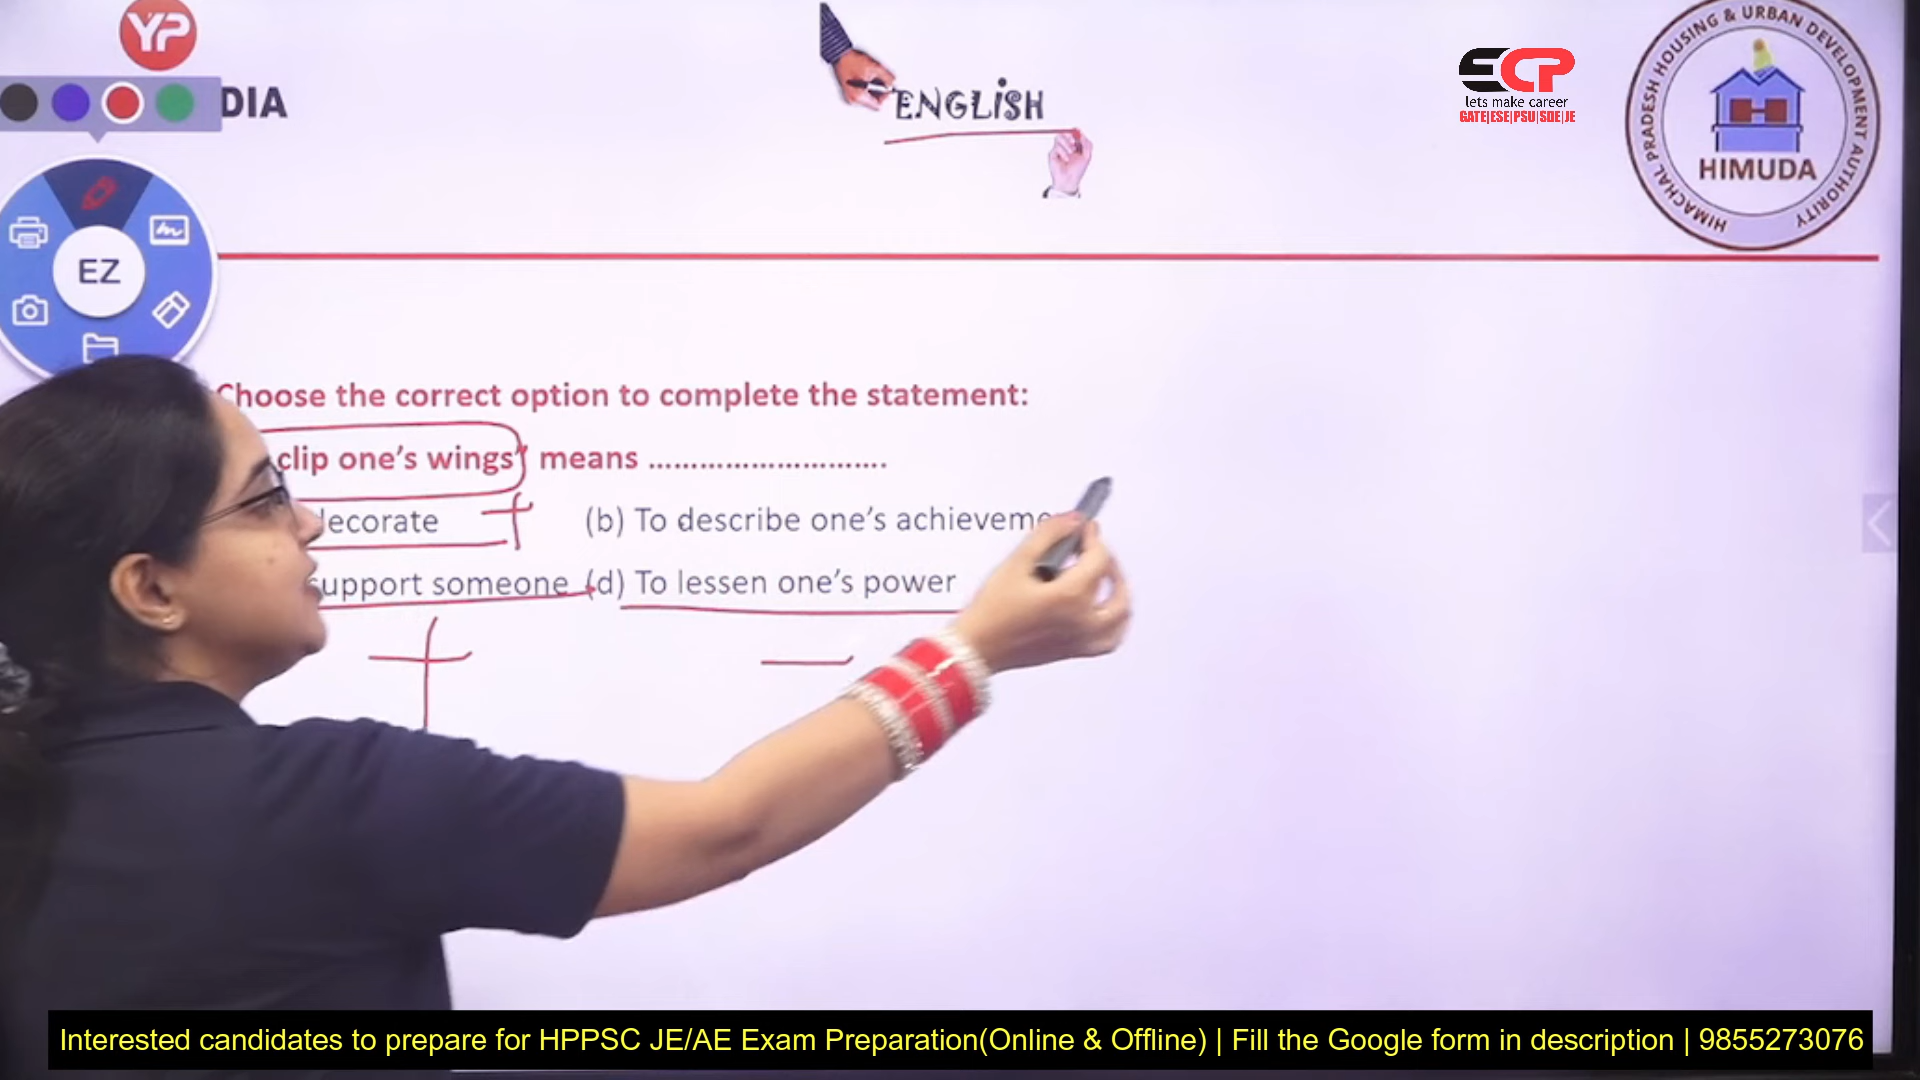 YP
DIA
ENGLISH
ECP
lets make career
GATE|ESE|PSU|SDE|JE
HIMACHAL PRADESH HOUSING & URBAN DEVELOPMENT AUTHORITY
HIMUDA
EZ
Choose the correct option to complete the statement:
clip one's wings" means ...........................
decorate (b) To describe one's
support someone (d) To lessen one's power
Interested candidates to prepare for HPPSC JE/AE Exam Preparation(Online & Offline) | Fill the Google form in description | 9855273076